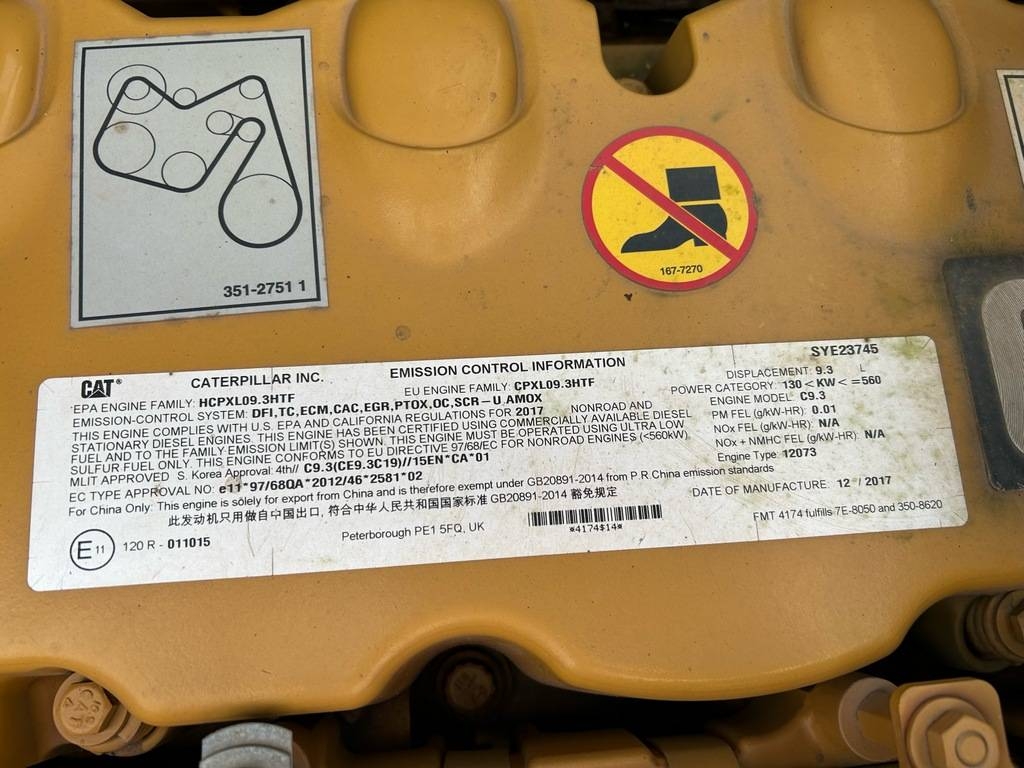 351-2751 1
167-7270
SYE23745
CAT®
CATERPILLAR INC.
EMISSION CONTROL INFORMATION
EPA ENGINE FAMILY: HCPXL09.3HTF
EU ENGINE FAMILY: CPXL09.3HTF
DISPLACEMENT: 9.3 L
EMISSION-CONTROL SYSTEM: DFI,TC,ECM,CAC,EGR,PTOX,OC,SCR-U,AMOX
POWER CATEGORY: 130<KW<=560
THIS ENGINE COMPLIES WITH U.S. EPA AND CALIFORNIA REGULATIONS FOR 2017 NONROAD AND
ENGINE MODEL: C9.3
STATIONARY DIESEL ENGINES. THIS ENGINE HAS BEEN CERTIFIED USING COMMERCIALLY AVAILABLE DIESEL
PM FEL (g/kW-HR): 0.01
FUEL AND TO THE FAMILY EMISSION LIMIT(S) SHOWN. THIS ENGINE MUST BE OPERATED USING ULTRA LOW
NOx FEL (g/kW-HR): N/A
SULFUR FUEL ONLY. THIS ENGINE CONFORMS TO EU DIRECTIVE 97/68/EC FOR NONROAD ENGINES (<560kW).
NOx + NMHC FEL (g/kW-HR): N/A
MLIT APPROVED S. Korea Approval: 4th// C9.3(CE9.3C19)//15EN*CA*01
Engine Type: 12073
EC TYPE APPROVAL NO: e11*97/68QA*2012/46*2581*02
For China Only: This engine is solely for export from China and is therefore exempt under GB20891-2014 from P.R. China emission standards
此发动机只用做自中国出口, 符合中华人民共和国国家标准 GB20891-2014 豁免规定
DATE OF MANUFACTURE: 12/2017
E11 120 R - 011015
Peterborough PE1 5FQ, UK
*4174$14*
FMT 4174 fulfills 7E-8050 and 350-8620